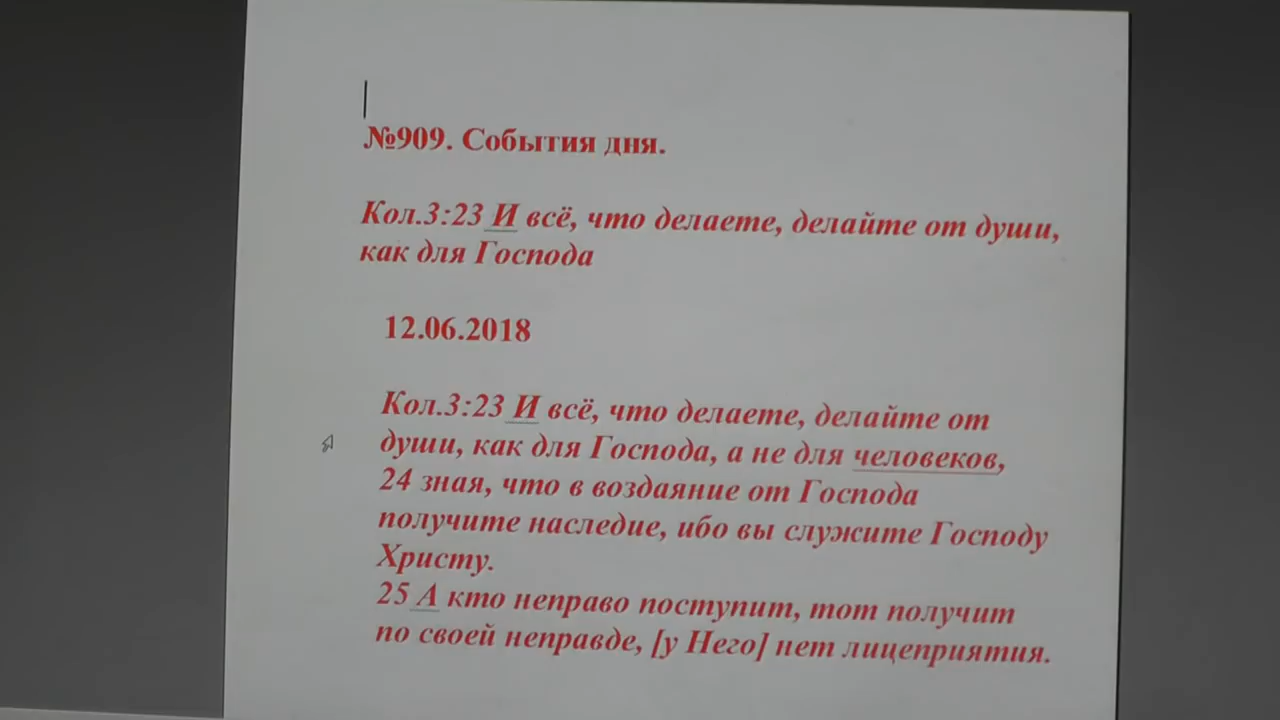 №909. События дня.
Кол.3:23 И всё, что делаете, делайте от души,
как для Господа
12.06.2018
Кол.3:23 И всё, что делаете, делайте от
души, как для Господа, а не для человеков,
24 зная, что в воздаяние от Господа
получите наследие, ибо вы служите Господу
Христу.
25 А кто неправо поступит, тот получит
по своей неправде, [у Него] нет лицеприятия.